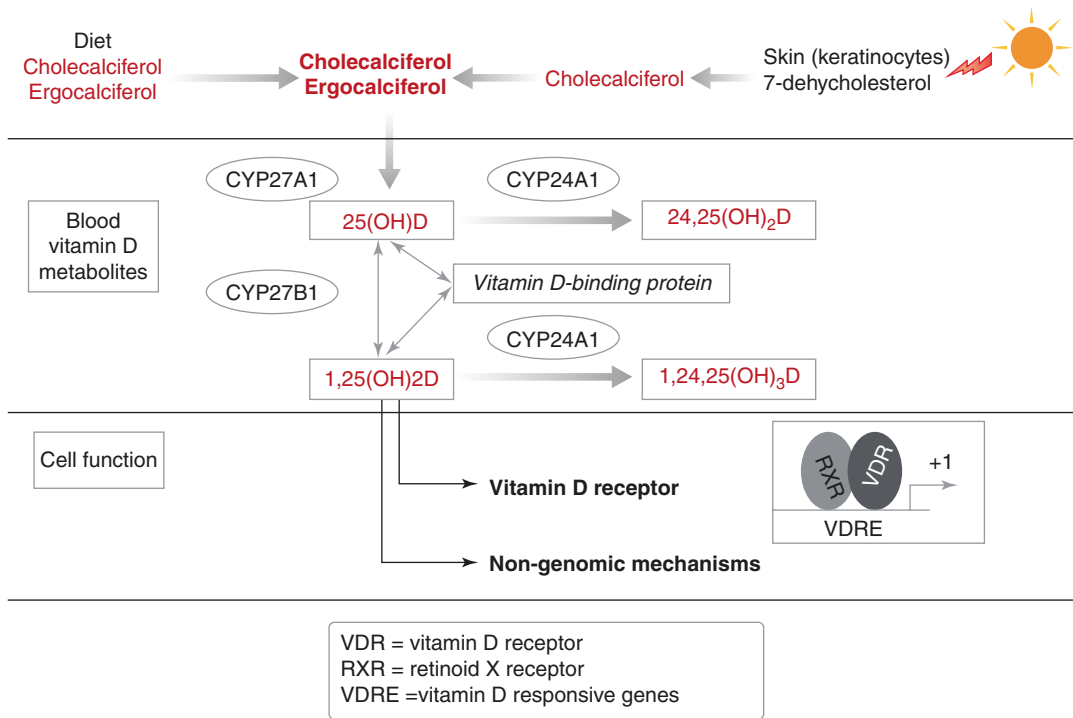 Diet
Cholecalciferol
Ergocalciferol
Cholecalciferol
Ergocalciferol
Cholecalciferol
Skin (keratinocytes)
7-dehycholesterol
Blood
vitamin D
metabolites
CYP27A1
CYP24A1
25(OH)D
24,25(OH)₂D
CYP27B1
Vitamin D-binding protein
CYP24A1
1,25(OH)2D
1,24,25(OH)₃D
Cell function
Vitamin D receptor
Non-genomic mechanisms
RXR
VDR
+1
VDRE
VDR = vitamin D receptor
RXR = retinoid X receptor
VDRE =vitamin D responsive genes